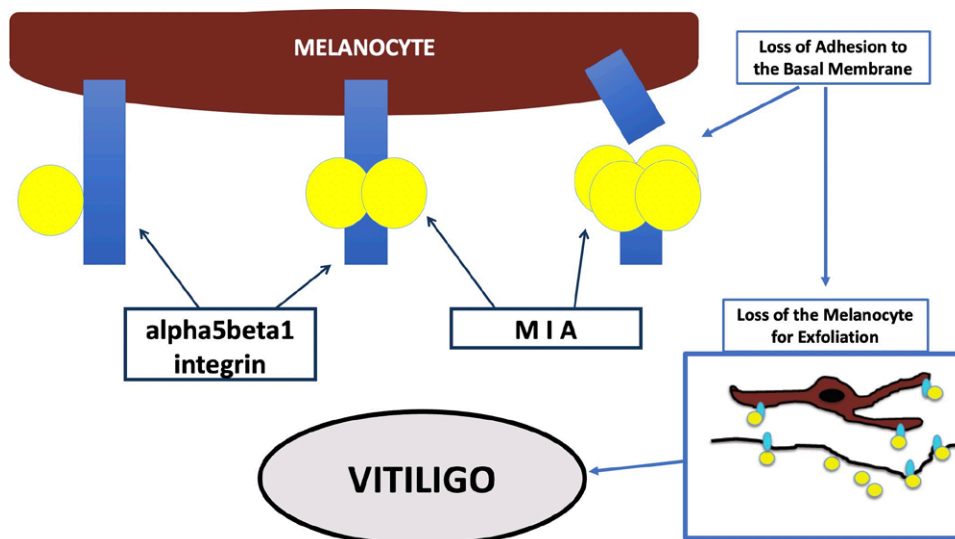 MELANOCYTE
Loss of Adhesion to
the Basal Membrane
alpha5beta1
integrin
M I A
Loss of the Melanocyte
for Exfoliation
VITILIGO